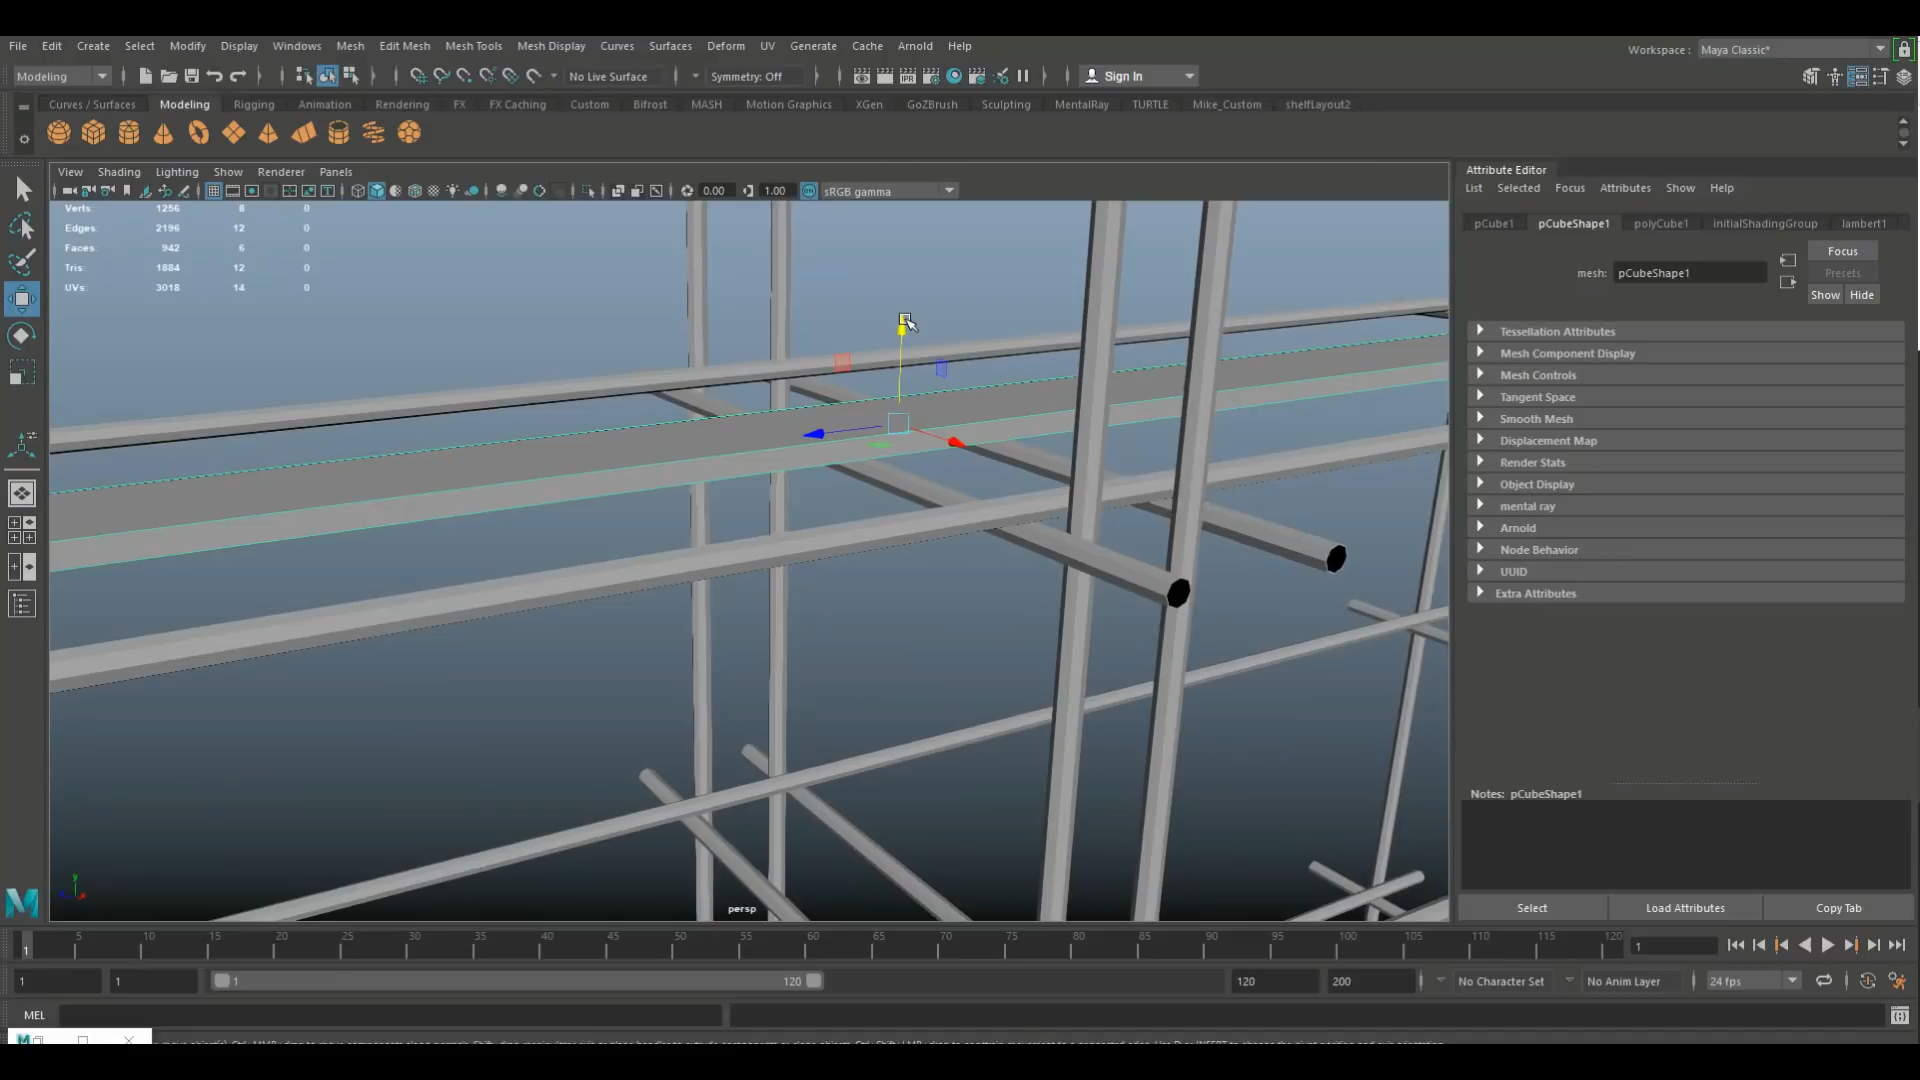 File Edit Create Select Modify Display Windows Mesh Edit Mesh Mesh Tools Mesh Display Curves Surfaces Deform UV Generate Cache Arnold Help
Workspace : Maya Classic*
Modeling No Live Surface Symmetry: Off Sign In
Curves / Surfaces Modeling Rigging Animation Rendering FX FX Caching Custom Bifrost MASH Motion Graphics XGen GoZBrush Sculpting MentalRay TURTLE Mike_Custom shelfLayout2
View Shading Lighting Show Renderer Panels
0.00 1.00 sRGB gamma
Verts: 1256 8 0
Edges: 2196 12 0
Faces: 942 6 0
Tris: 1884 12 0
UVs: 3018 14 0
persp
Attribute Editor
List Selected Focus Attributes Show Help
pCube1 pCubeShape1 polyCube1 initialShadingGroup lambert1
Focus
mesh: pCubeShape1 Presets
Show Hide
Tessellation Attributes
Mesh Component Display
Mesh Controls
Tangent Space
Smooth Mesh
Displacement Map
Render Stats
Object Display
mental ray
Arnold
Node Behavior
UUID
Extra Attributes
Notes: pCubeShape1
Select Load Attributes Copy Tab
1 5 10 15 20 25 30 35 40 45 50 55 60 65 70 75 80 85 90 95 100 105 110 115 120 1
1 1 1 120 120 200 No Character Set No Anim Layer 24 fps
MEL